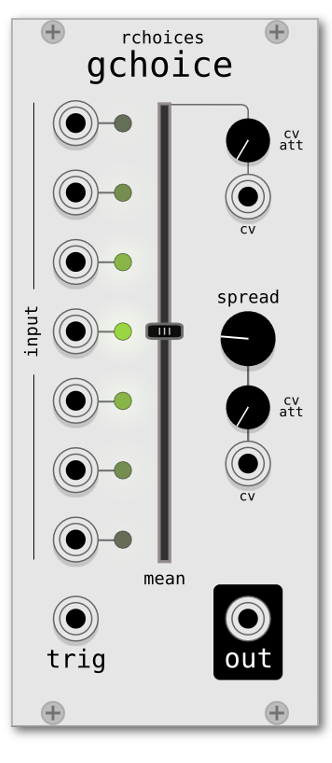 rchoices
gchoice
cv
att
cv
spread
input
cv
att
cv
mean
trig
out